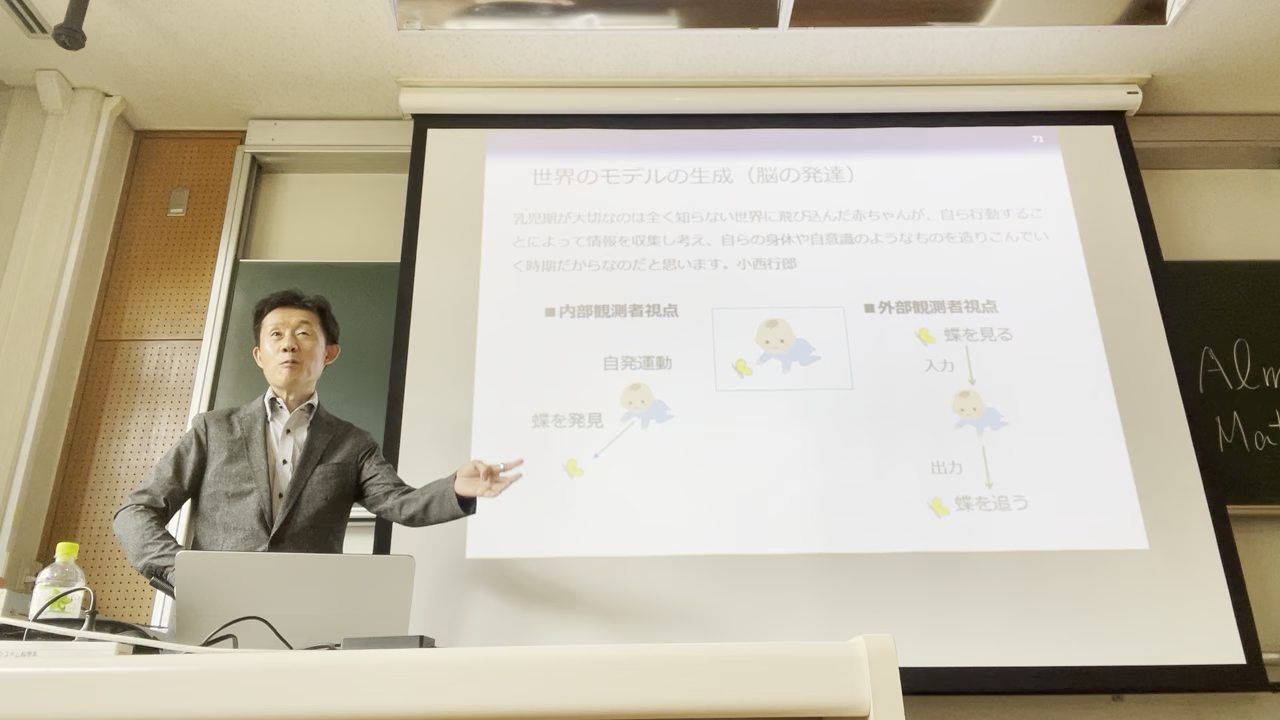 71
世界のモデルの生成（脳の発達）
乳児期が大切なのは全く知らない世界に飛び込んだ赤ちゃんが、自ら行動するこ
とによって情報を収集し考え、自らの身体や自意識のようなものを造りこんでい
く時期だからなのだと思います。小西行郎
■内部観測者視点
自発運動
蝶を発見
■外部観測者視点
蝶を見る
入力
出力
蝶を追う
Alm
Mat